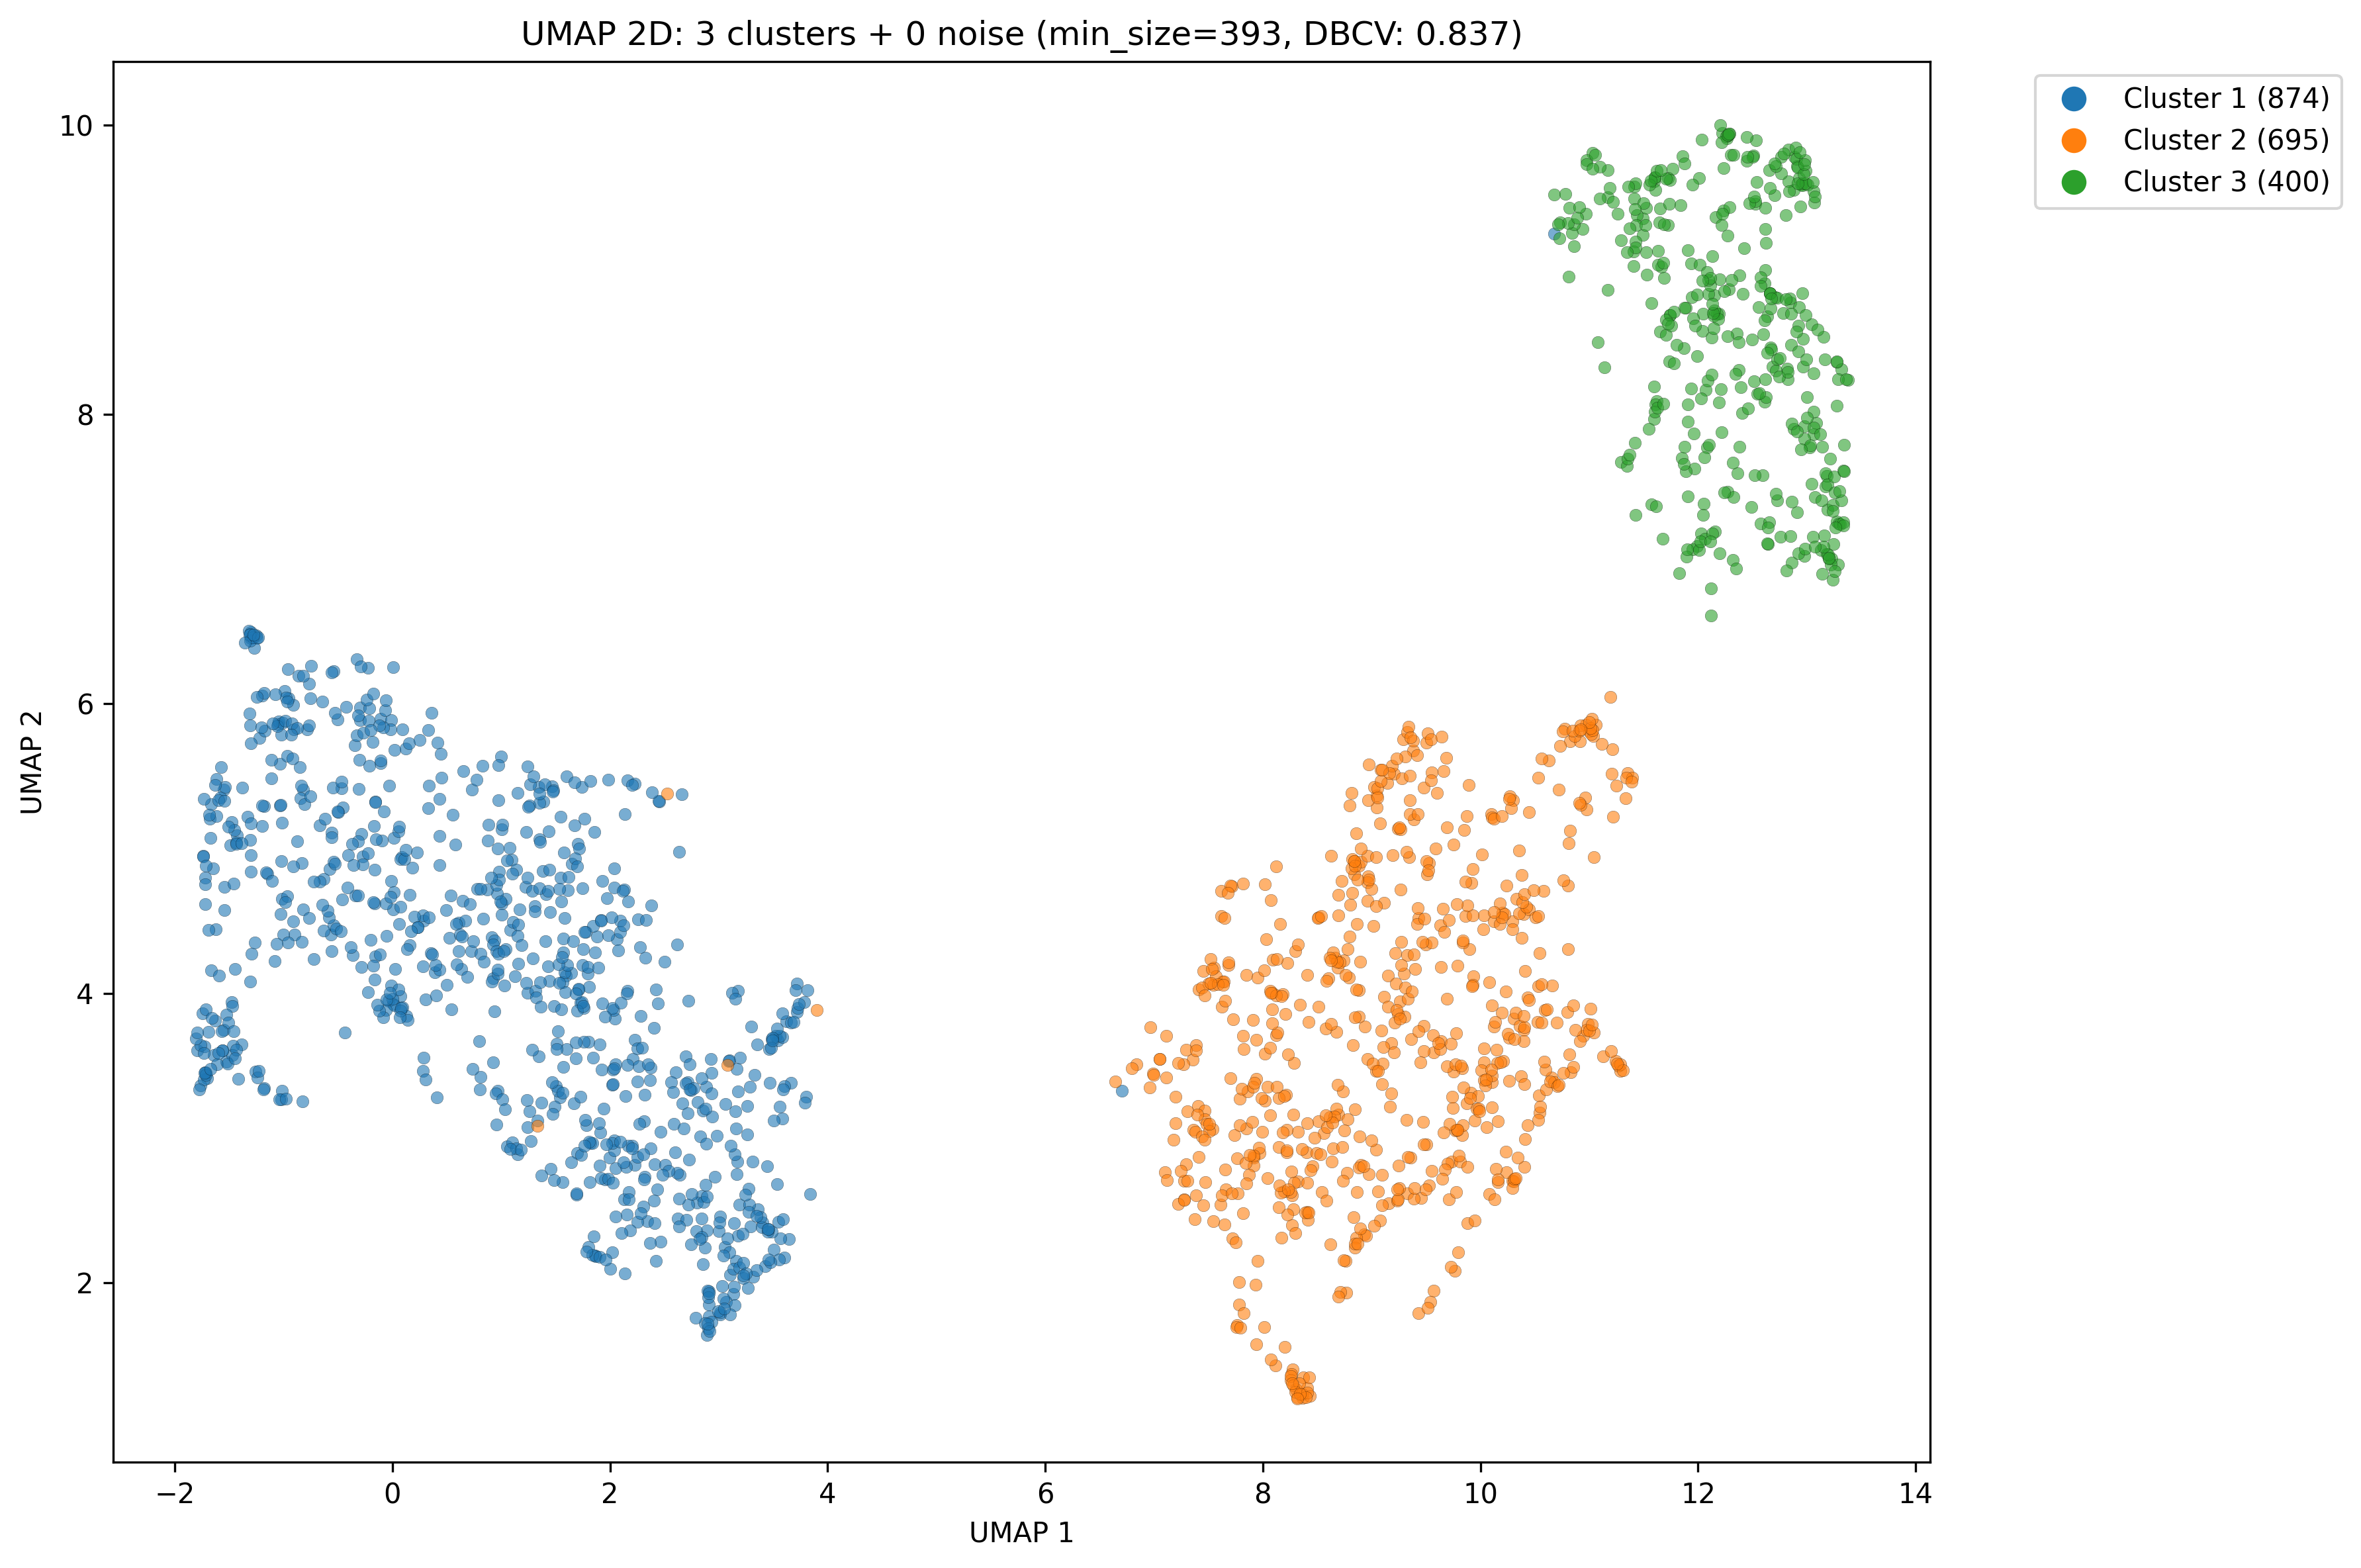 UMAP 2D: 3 clusters + 0 noise (min_size=393, DBCV: 0.837)
Cluster 1 (874)
Cluster 2 (695)
Cluster 3 (400)
UMAP 2
10
8
6
4
2
−2 0 2 4 6 8 10 12 14
UMAP 1